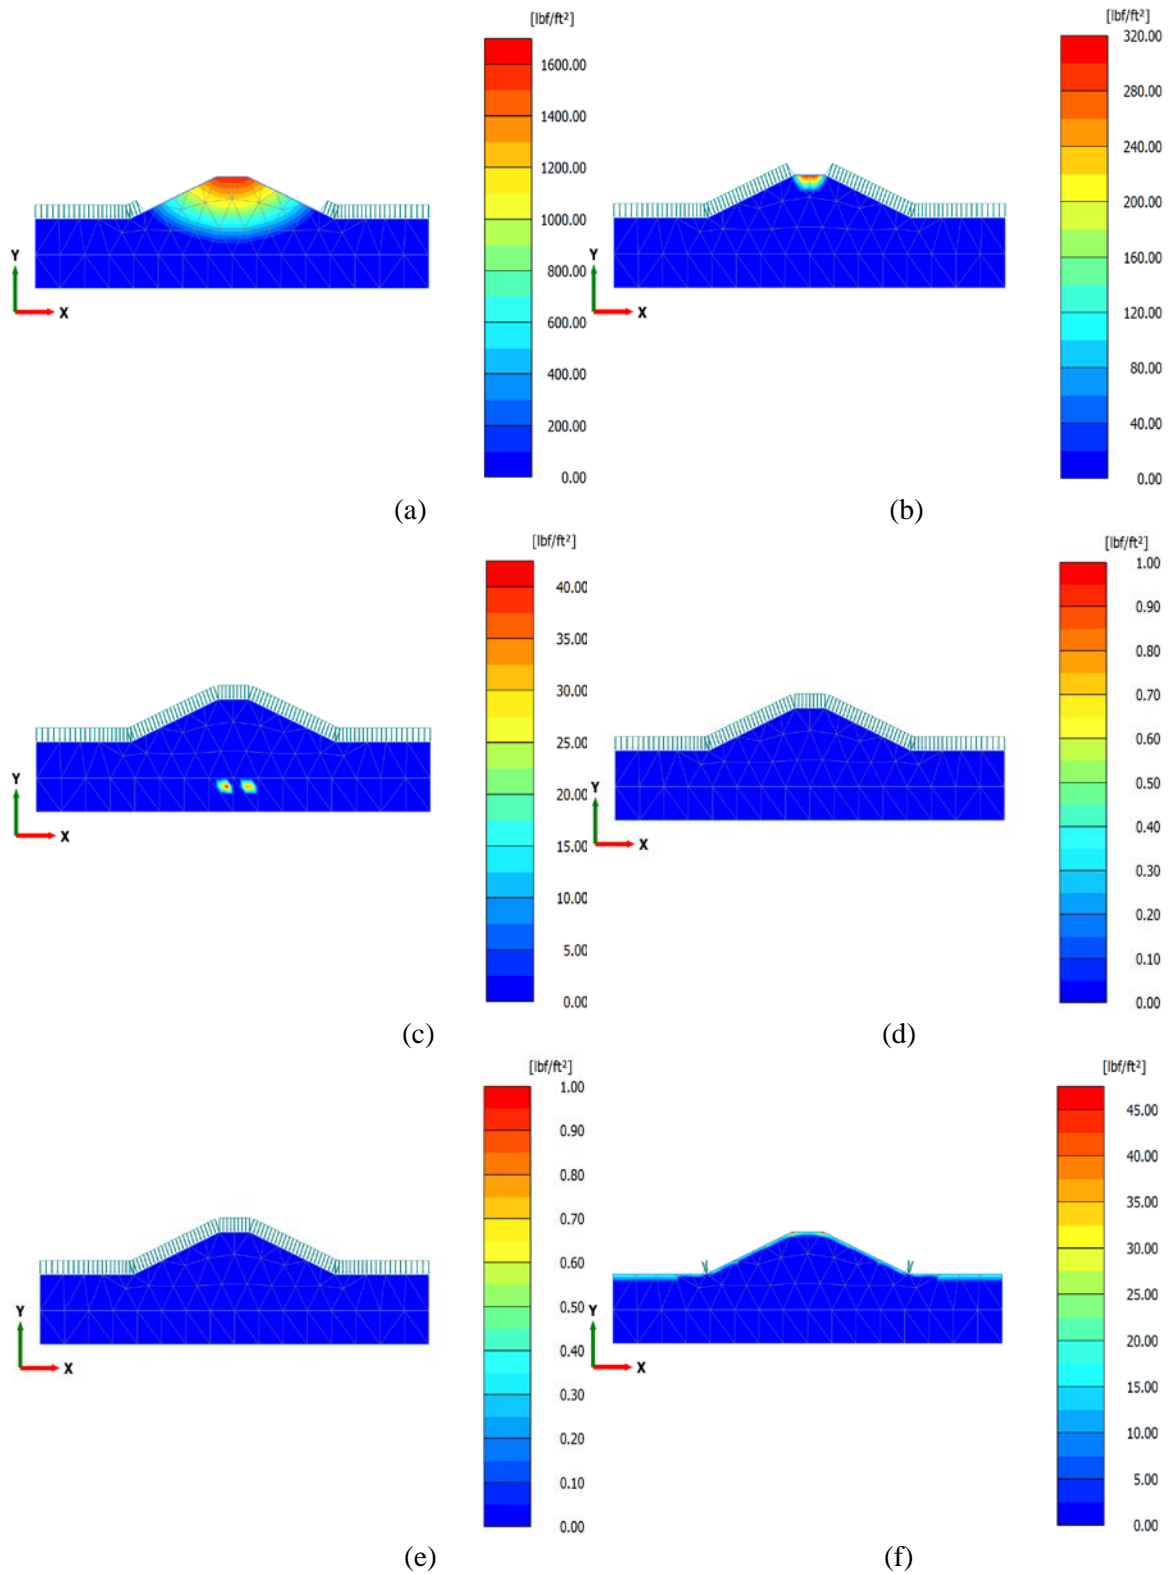 [lbf/ft²]
1600.00
1400.00
1200.00
1000.00
800.00
600.00
400.00
200.00
0.00
Y
X
(a)
[lbf/ft²]
320.00
280.00
240.00
200.00
160.00
120.00
80.00
40.00
0.00
Y
X
(b)
[lbf/ft²]
40.00
35.00
30.00
25.00
20.00
15.00
10.00
5.00
0.00
Y
X
(c)
[lbf/ft²]
1.00
0.90
0.80
0.70
0.60
0.50
0.40
0.30
0.20
0.10
0.00
Y
X
(d)
[lbf/ft²]
1.00
0.90
0.80
0.70
0.60
0.50
0.40
0.30
0.20
0.10
0.00
Y
X
(e)
[lbf/ft²]
45.00
40.00
35.00
30.00
25.00
20.00
15.00
10.00
5.00
0.00
Y
X
(f)